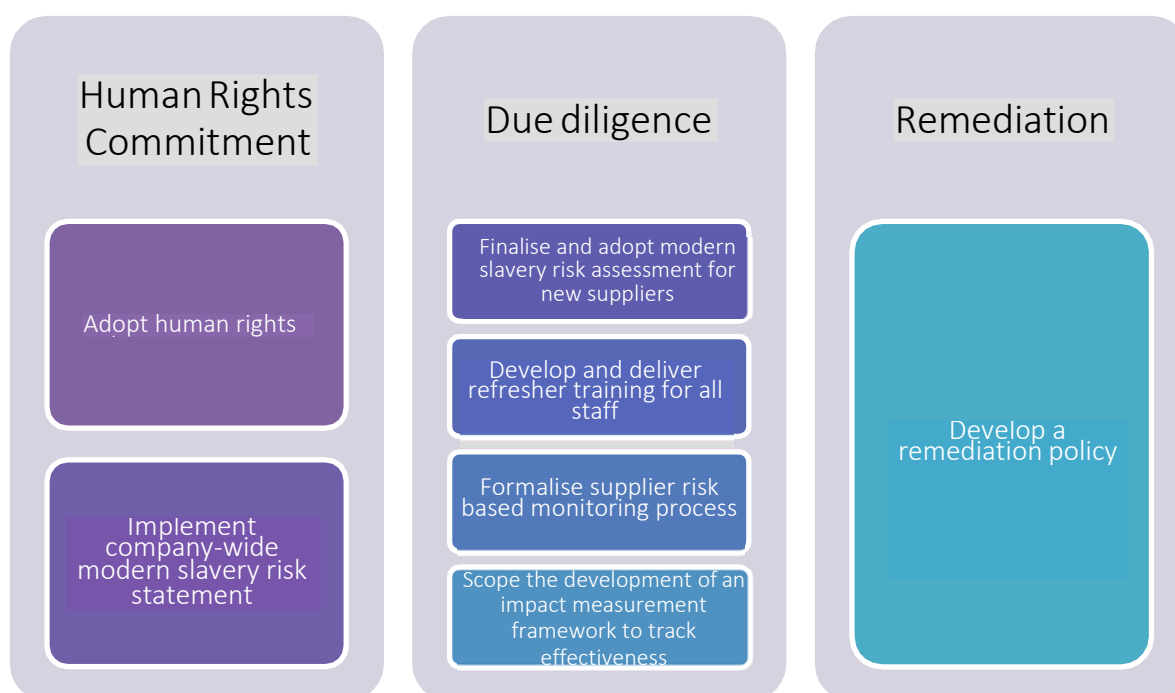 Human Rights
Commitment
Adopt human rights
Implement
company-wide
modern slavery risk
statement
Due diligence
Finalise and adopt modern
slavery risk assessment for
new suppliers
Develop and deliver
refresher training for all
staff
Formalise supplier risk
based monitoring process
Scope the development of an
impact measurement
framework to track
effectiveness
Remediation
Develop a
remediation policy